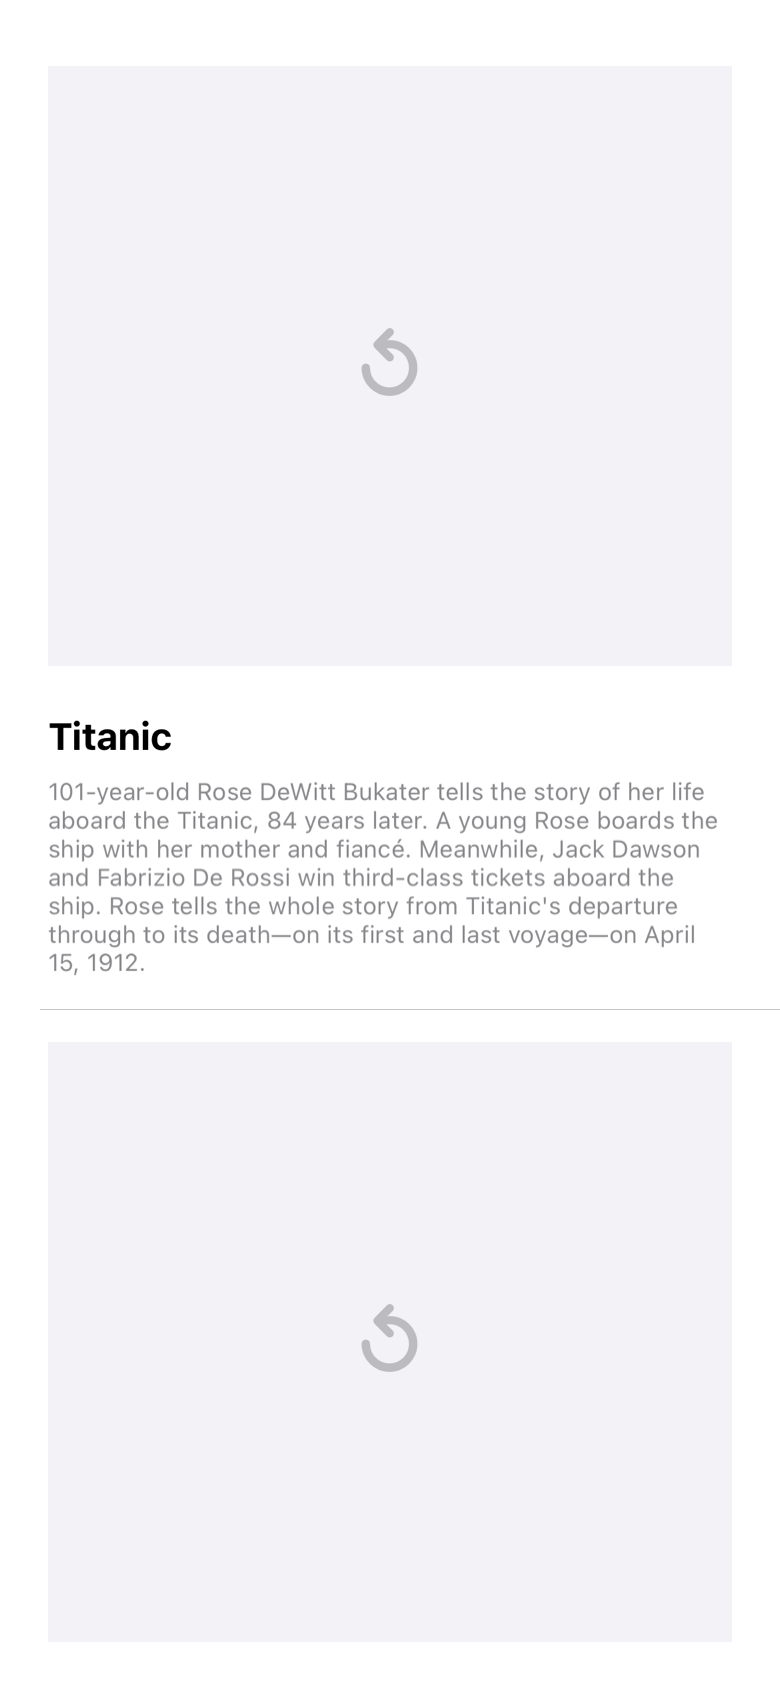 Titanic
101-year-old Rose DeWitt Bukater tells the story of her life
aboard the Titanic, 84 years later. A young Rose boards the
ship with her mother and fiancé. Meanwhile, Jack Dawson
and Fabrizio De Rossi win third-class tickets aboard the
ship. Rose tells the whole story from Titanic's departure
through to its death—on its first and last voyage—on April
15, 1912.